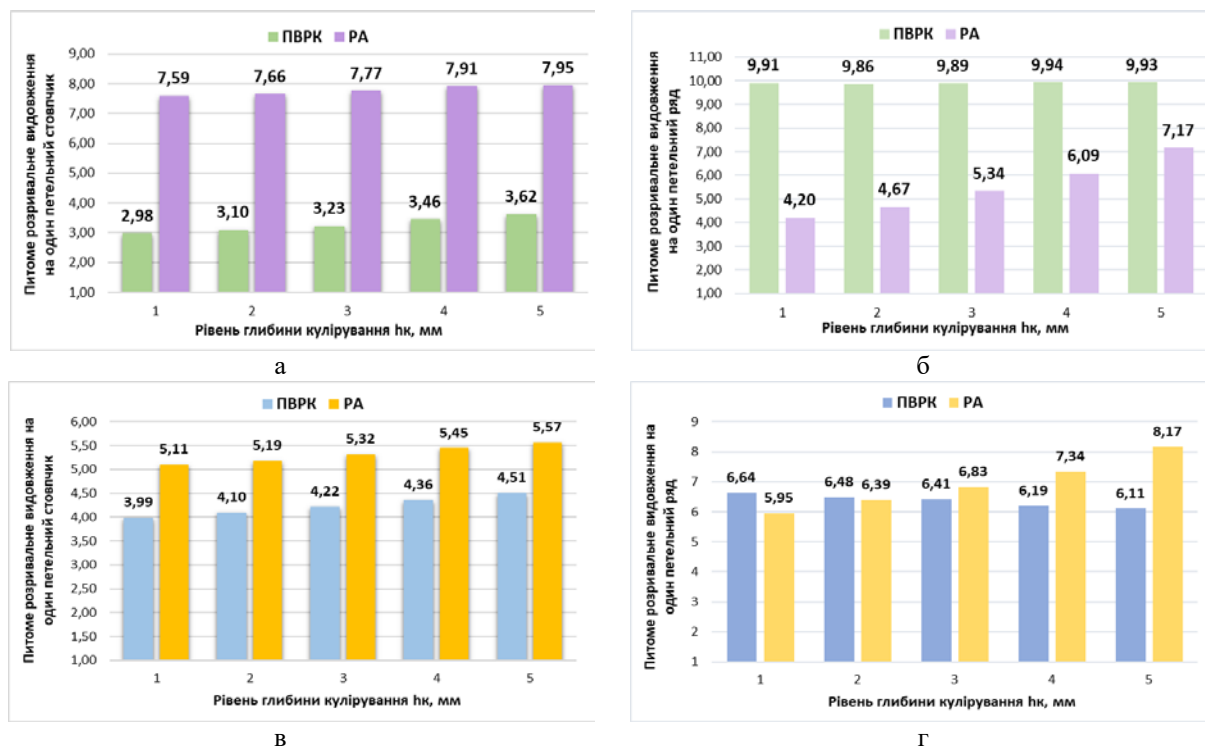 ПВРК РА
9,00
8,00
7,00
6,00
5,00
4,00
3,00
2,00
1,00
7,59 7,66 7,77 7,91 7,95
2,98 3,10 3,23 3,46 3,62
1 2 3 4 5
Питоме розривальне видовження
на один петельний стовпчик
Рівень глибини кулірування hк, мм
а
ПВРК РА
11,00
10,00
9,00
8,00
7,00
6,00
5,00
4,00
3,00
2,00
1,00
9,91 9,86 9,89 9,94 9,93
4,20 4,67 5,34 6,09 7,17
1 2 3 4 5
Питоме розривальне видовження
на один петельний ряд
Рівень глибини кулірування hк, мм
б
ПВРК РА
6,00
5,50
5,00
4,50
4,00
3,50
3,00
2,50
2,00
1,50
1,00
5,11 5,19 5,32 5,45 5,57
3,99 4,10 4,22 4,36 4,51
1 2 3 4 5
Питоме розривальне видовження на
один петельний стовпчик
Рівень глибини кулірування hк, мм
в
ПВРК РА
9
8
7
6
5
4
3
2
1
6,64 6,48 6,41 6,19 6,11
5,95 6,39 6,83 7,34 8,17
1 2 3 4 5
Питоме розривальне видовження на
один петельний ряд
Рівень глибини кулірування hк, мм
г